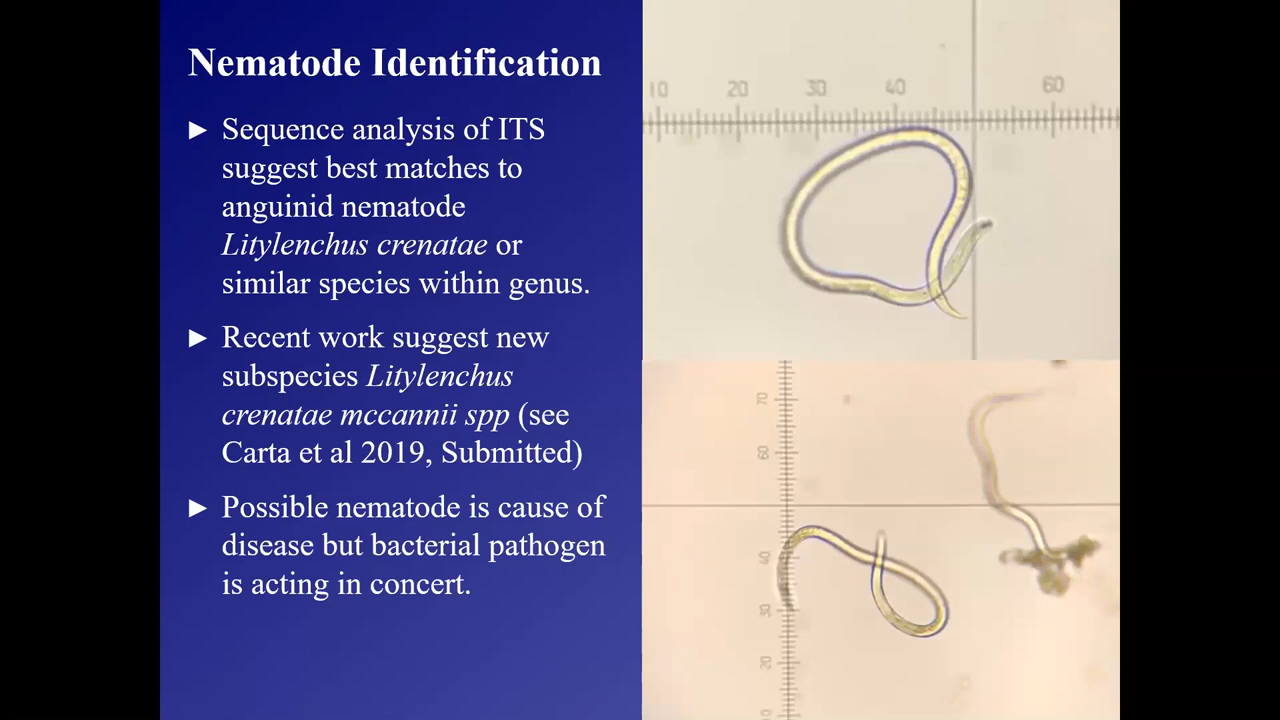 Nematode Identification
► Sequence analysis of ITS
suggest best matches to
anguinid nematode
Litylenchus crenatae or
similar species within genus.
► Recent work suggest new
subspecies Litylenchus
crenatae mccannii spp (see
Carta et al 2019, Submitted)
► Possible nematode is cause of
disease but bacterial pathogen
is acting in concert.
10 20 30 40 60
70
60
40
30
20
10